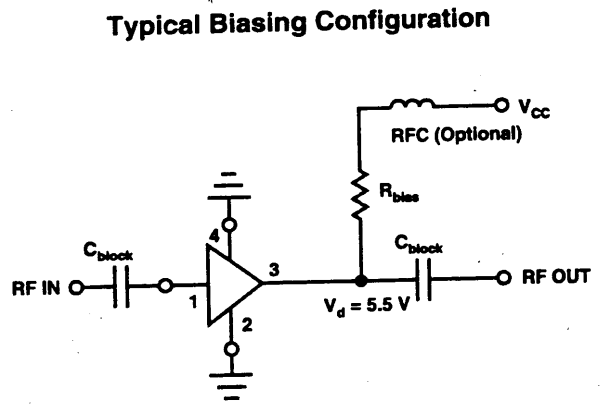 Typical Biasing Configuration
V_CC
RFC (Optional)
R_bias
4
C_block
C_block
3
RF IN
RF OUT
1
V_d = 5.5 V
2